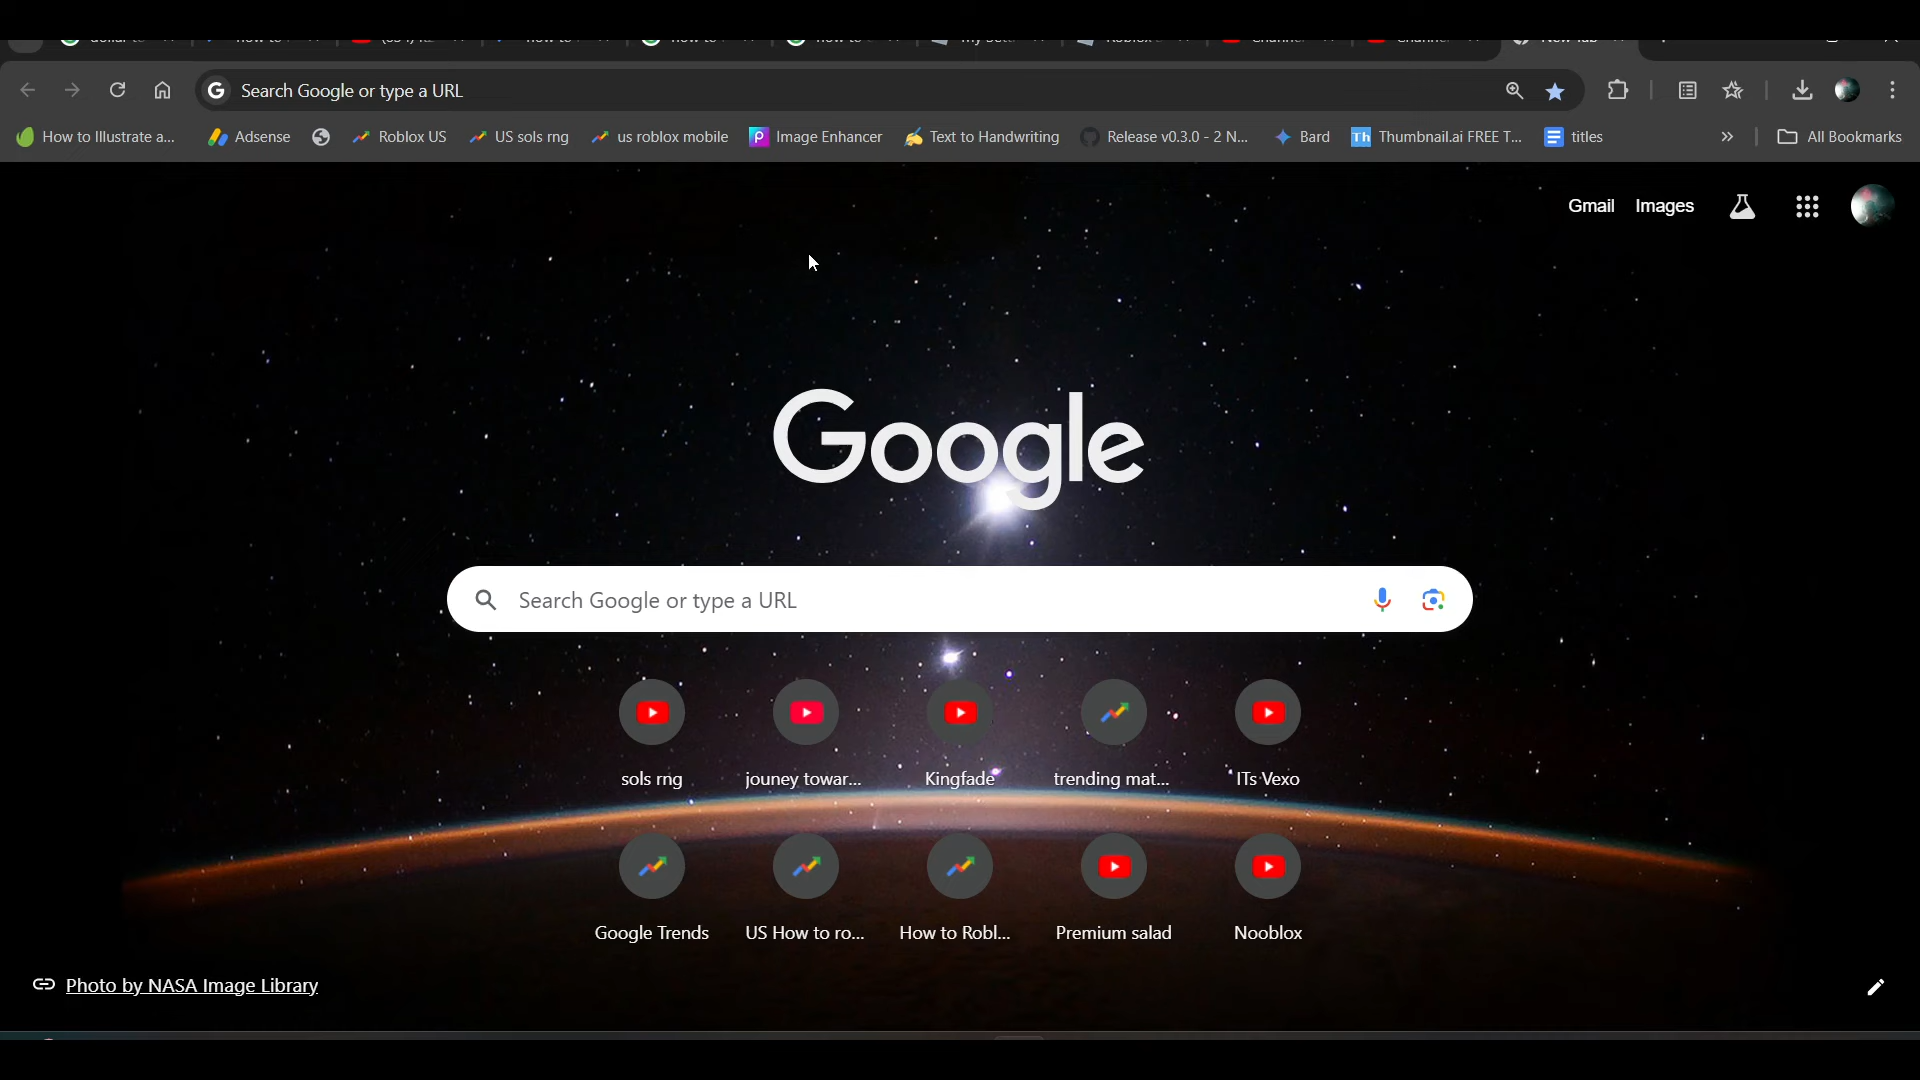 Search Google or type a URL
How to Illustrate a... Adsense Roblox US US sols rng us roblox mobile Image Enhancer Text to Handwriting Release v0.3.0 - 2 N... Bard Thumbnail.ai FREE T... titles » All Bookmarks
Gmail Images
Google
Search Google or type a URL
sols rng jouney towar... Kingfade trending mat... ITs Vexo
Google Trends US How to ro... How to Robl... Premium salad Nooblox
Photo by NASA Image Library